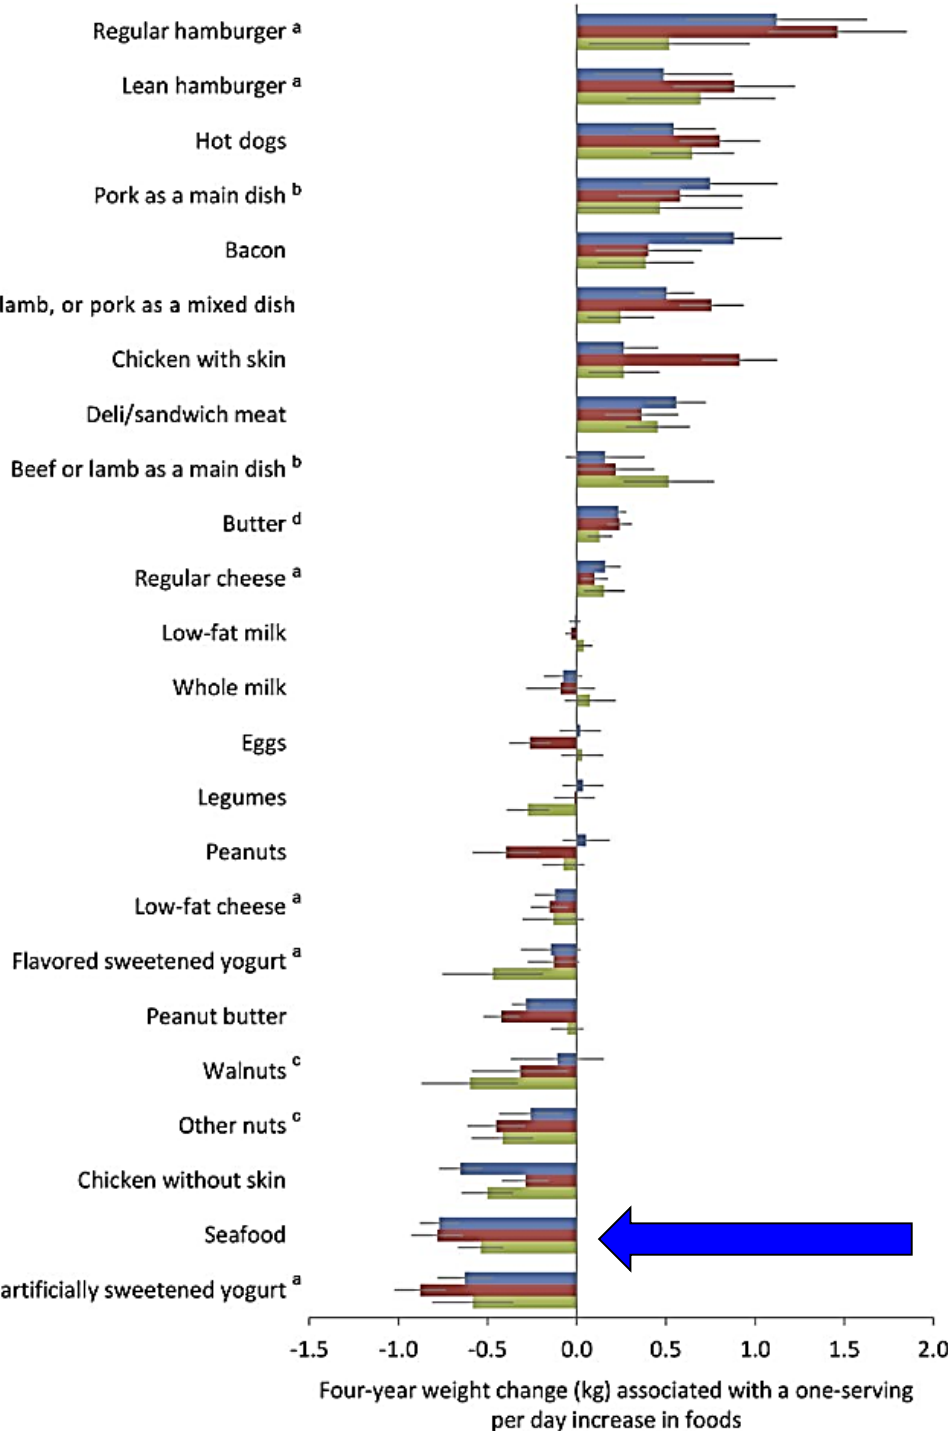 Regular hamburger a
Lean hamburger a
Hot dogs
Pork as a main dish b
Bacon
lamb, or pork as a mixed dish
Chicken with skin
Deli/sandwich meat
Beef or lamb as a main dish b
Butter d
Regular cheese a
Low-fat milk
Whole milk
Eggs
Legumes
Peanuts
Low-fat cheese a
Flavored sweetened yogurt a
Peanut butter
Walnuts c
Other nuts c
Chicken without skin
Seafood
artificially sweetened yogurt a
-1.5 -1.0 -0.5 0.0 0.5 1.0 1.5 2.0
Four-year weight change (kg) associated with a one-serving
per day increase in foods